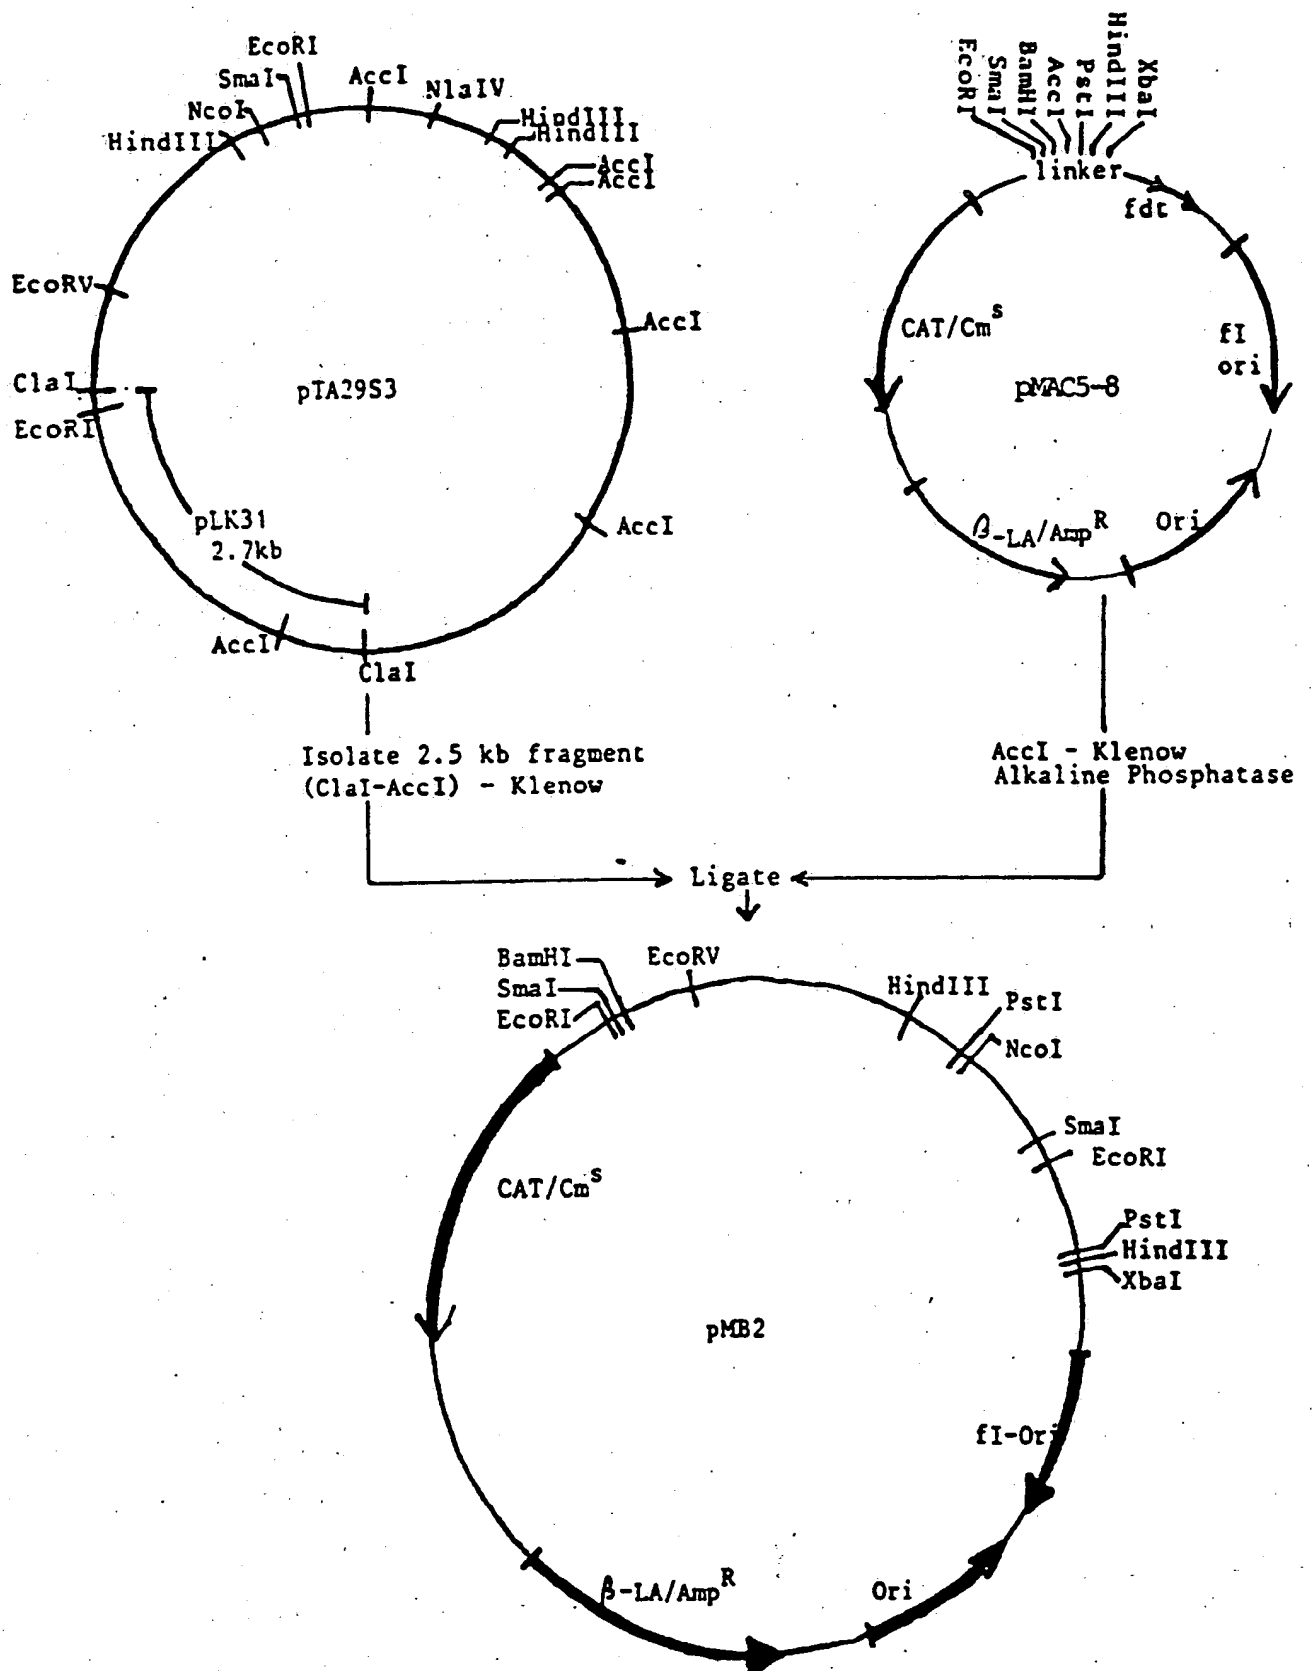 EcoRI
SmaI
AccI
NlaIV
NcoI
HindIII
HindIII
HindIII
AccI
AccI
EcoRV
AccI
ClaI
pTA29S3
EcoRI
pLK31
2.7kb
AccI
AccI
ClaI
EcoRI
SmaI
BamHI
AccI
PstI
HindIII
XbaI
linker
fdt
CAT/Cm^s
fI
ori
pMAC5-8
β-LA/Amp^R
Ori
Isolate 2.5 kb fragment
(ClaI-AccI) - Klenow
AccI - Klenow
Alkaline Phosphatase
Ligate
BamHI
EcoRV
SmaI
HindIII
EcoRI
PstI
NcoI
SmaI
EcoRI
CAT/Cm^s
PstI
HindIII
XbaI
pMB2
fI-Ori
β-LA/Amp^R
Ori